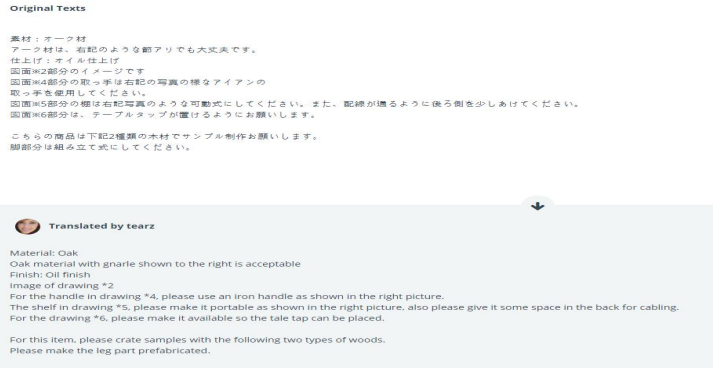 Original Texts
素材：オーク材
アーク材は、右記のような節アリでも大丈夫です。
仕上げ：オイル仕上げ
図面※2部分のイメージです
図面※4部分の取っ手は右記の写真の様なアイアンの
取っ手を使用してください。
図面※5部分の棚は右記写真のような可動式にしてください。また、配線が通るように後ろ側を少しあけてください。
図面※6部分は、テーブルタップが置けるようにお願いします。
こちらの商品は下記2種類の木材でサンプル制作お願いします。
脚部分は組み立て式にしてください。
Translated by tearz
Material: Oak
Oak material with gnarle shown to the right is acceptable
Finish: Oil finish
Image of drawing *2
For the handle in drawing *4, please use an iron handle as shown in the right picture.
The shelf in drawing *5, please make it portable as shown in the right picture, also please give it some space in the back for cabling.
For the drawing *6, please make it available so the tale tap can be placed.
For this item, please crate samples with the following two types of woods.
Please make the leg part prefabricated.